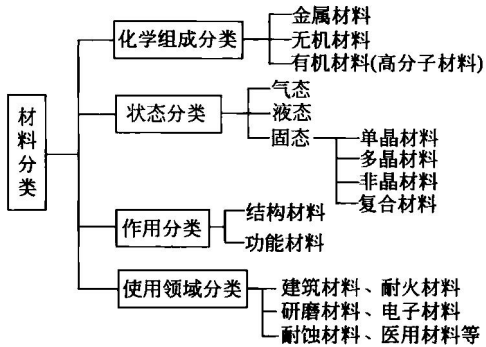 材料分类
化学组成分类
金属材料
无机材料
有机材料(高分子材料)
状态分类
气态
液态
固态
单晶材料
多晶材料
非晶材料
复合材料
作用分类
结构材料
功能材料
使用领域分类
建筑材料、耐火材料
研磨材料、电子材料
耐蚀材料、医用材料等